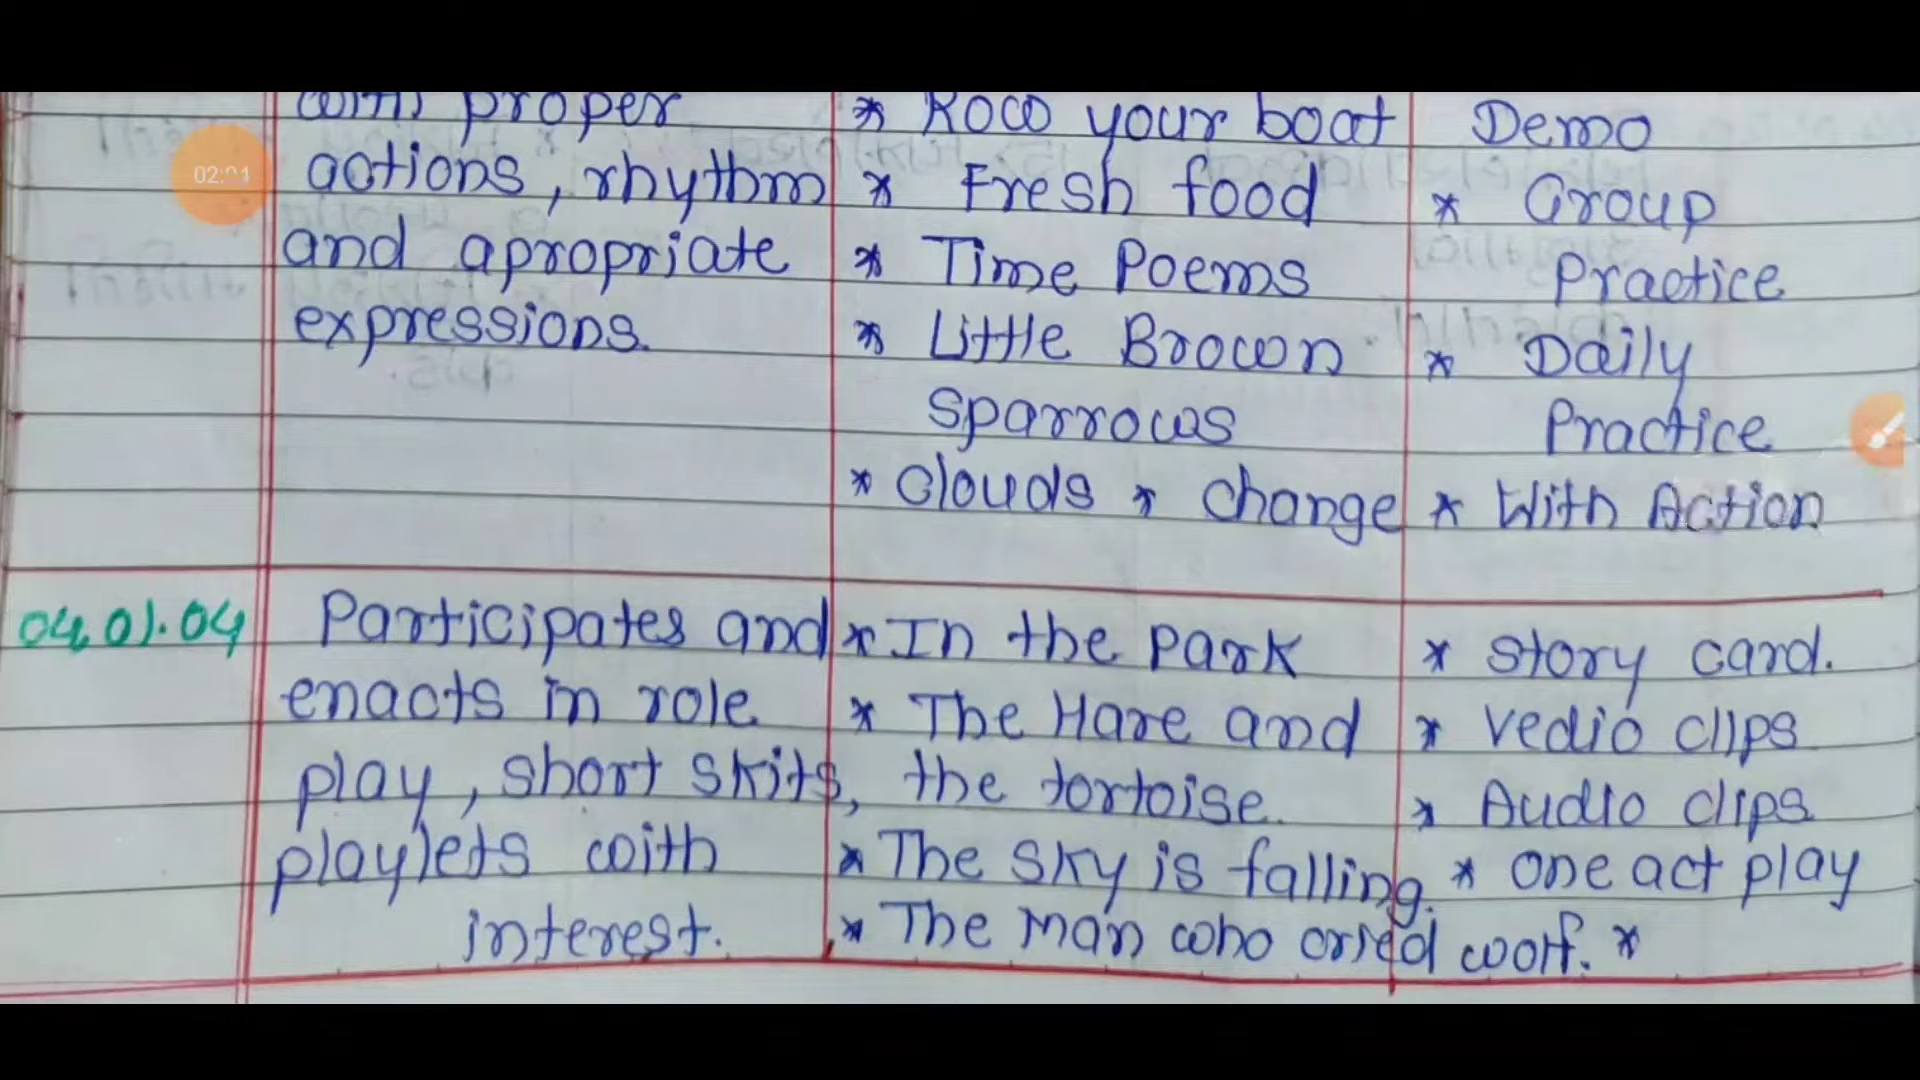 with proper
* Row your boat
Demo
02:
actions, rhythm
* Fresh food
* Group
and apropriate
* Time Poems
Practice
expressions.
* Little Brown
* Daily
Sparrows
Practice
* Clouds * change
* With Action
04.01.04
Participates and
* In the Park
* Story card.
enacts in role
* The Hare and
* Vedio clips
play, short skits,
the tortoise.
* Audio clips
playlets with
* The Sky is falling.
* One act play
interest.
* The Man who cried woolf. *